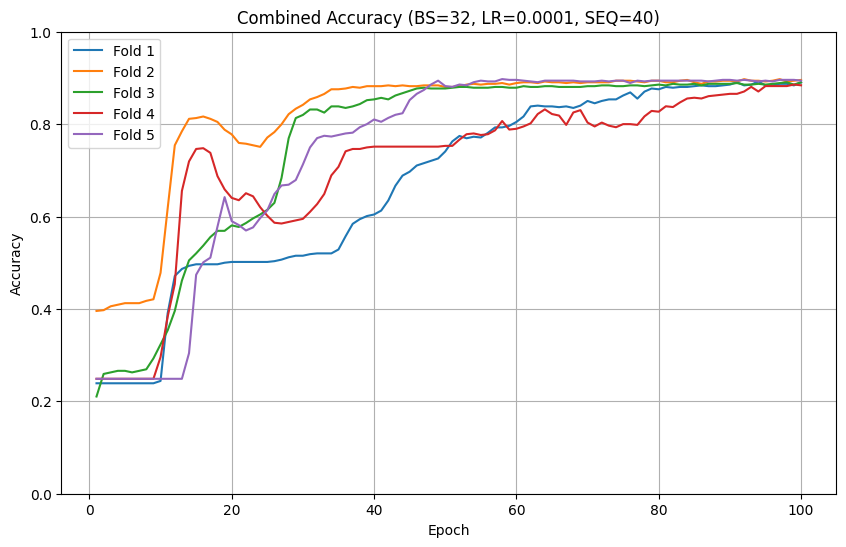 Combined Accuracy (BS=32, LR=0.0001, SEQ=40)
Fold 1
Fold 2
Fold 3
Fold 4
Fold 5
1.0
0.8
0.6
0.4
0.2
0.0
Accuracy
0 20 40 60 80 100
Epoch